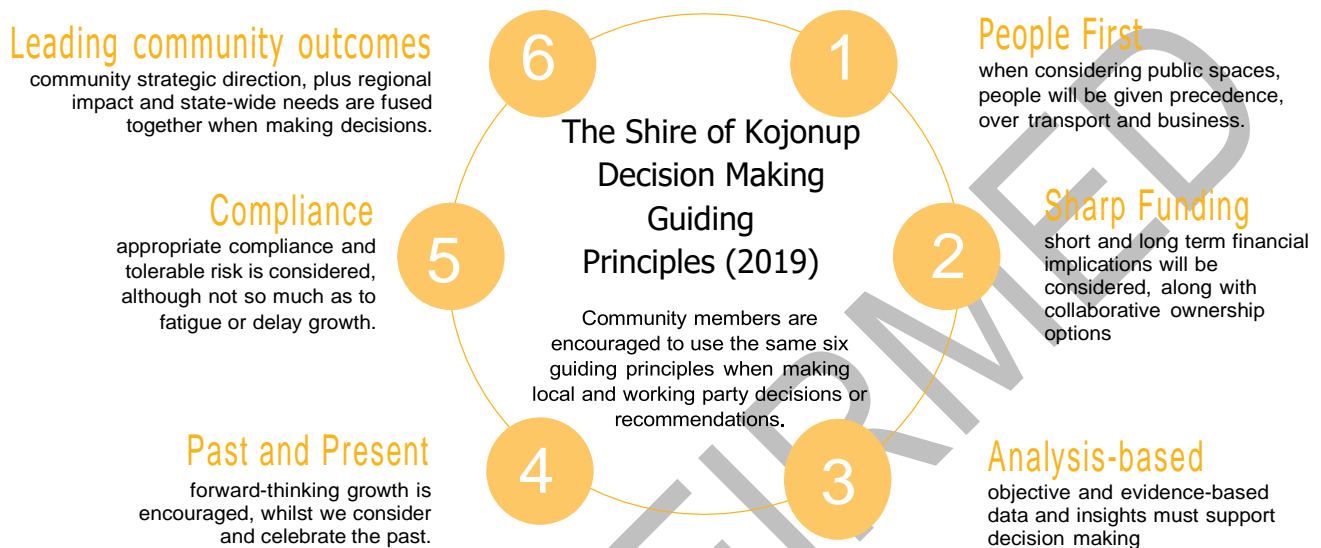 The Shire of Kojonup
Decision Making
Guiding
Principles (2019)
Community members are
encouraged to use the same six
guiding principles when making
local and working party decisions or
recommendations.
1
People First
when considering public spaces,
people will be given precedence,
over transport and business.
2
Sharp Funding
short and long term financial
implications will be
considered, along with
collaborative ownership
options
3
Analysis-based
objective and evidence-based
data and insights must support
decision making
4
Past and Present
forward-thinking growth is
encouraged, whilst we consider
and celebrate the past.
5
Compliance
appropriate compliance and
tolerable risk is considered,
although not so much as to
fatigue or delay growth.
6
Leading community outcomes
community strategic direction, plus regional
impact and state-wide needs are fused
together when making decisions.
FIRMED